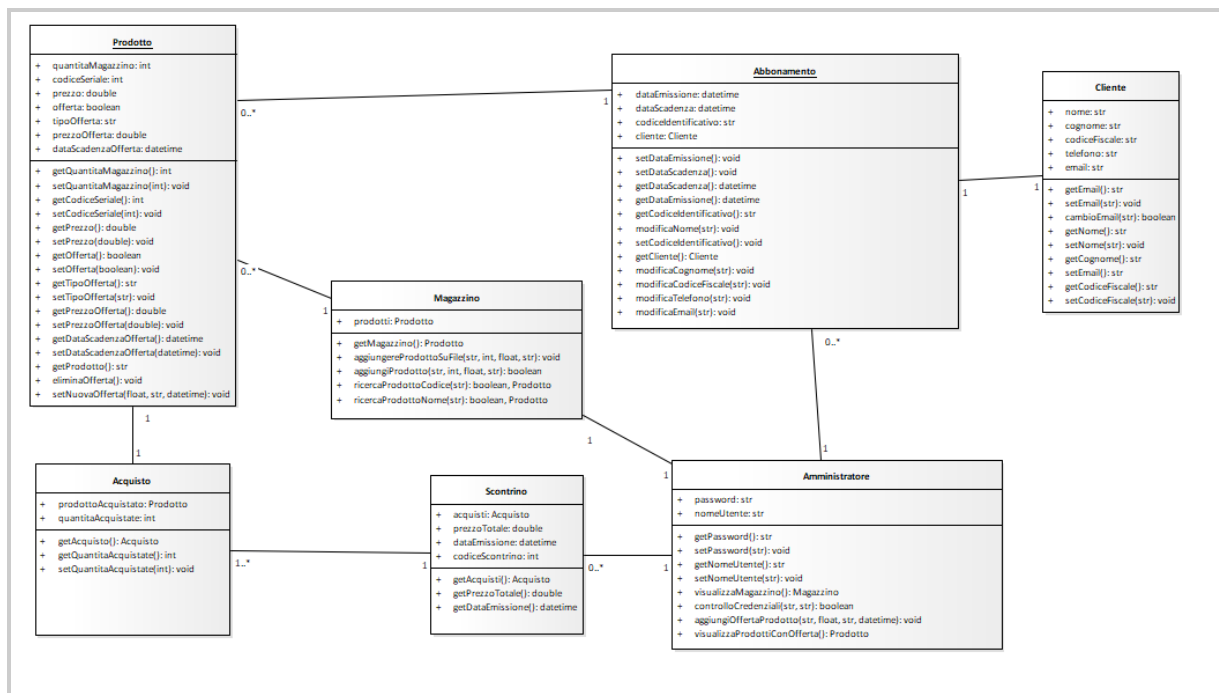 Prodotto
+ quantitaMagazzino: int
+ codiceSeriale: int
+ prezzo: double
+ offerta: boolean
+ tipoOfferta: str
+ prezzoOfferta: double
+ dataScadenzaOfferta: datetime
+ getQuantitaMagazzino(): int
+ setQuantitaMagazzino(int): void
+ getCodiceSeriale(): int
+ setCodiceSeriale(int): void
+ getPrezzo(): double
+ setPrezzo(double): void
+ getOfferta(): boolean
+ setOfferta(boolean): void
+ getTipoOfferta(): str
+ setTipoOfferta(str): void
+ getPrezzoOfferta(): double
+ setPrezzoOfferta(double): void
+ getDataScadenzaOfferta(): datetime
+ setDataScadenzaOfferta(datetime): void
+ getProdotto(): str
+ eliminaOfferta(): void
+ setNuovaOfferta(float, str, datetime): void
0..*
1
0..*
1
1
1
Abbonamento
+ dataEmissione: datetime
+ dataScadenza: datetime
+ codiceIdentificativo: str
+ cliente: Cliente
+ setDataEmissione(): void
+ setDataScadenza(): void
+ getDataScadenza(): datetime
+ getDataEmissione(): datetime
+ getCodiceIdentificativo(): str
+ modificaNome(str): void
+ setCodiceIdentificativo(): void
+ getCliente(): Cliente
+ modificaCognome(str): void
+ modificaCodiceFiscale(str): void
+ modificaTelefono(str): void
+ modificaEmail(str): void
1
1
0..*
1
Cliente
+ nome: str
+ cognome: str
+ codiceFiscale: str
+ telefono: str
+ email: str
+ getEmail(): str
+ setEmail(str): void
+ cambioEmail(str): boolean
+ getNome(): str
+ setNome(str): void
+ getCognome(): str
+ setEmail(): str
+ getCodiceFiscale(): str
+ setCodiceFiscale(str): void
Magazzino
+ prodotti: Prodotto
+ getMagazzino(): Prodotto
+ aggiungereProdottoSuFile(str, int, float, str): void
+ aggiungiProdotto(str, int, float, str): boolean
+ ricercaProdottoCodice(str): boolean, Prodotto
+ ricercaProdottoNome(str): boolean, Prodotto
1
1
Acquisto
+ prodottoAcquistato: Prodotto
+ quantitaAcquistate: int
+ getAcquisto(): Acquisto
+ getQuantitaAcquistate(): int
+ setQuantitaAcquistate(int): void
1..*
1
Scontrino
+ acquisti: Acquisto
+ prezzoTotale: double
+ dataEmissione: datetime
+ codiceScontrino: int
+ getAcquisti(): Acquisto
+ getPrezzoTotale(): double
+ getDataEmissione(): datetime
0..*
1
Amministratore
+ password: str
+ nomeUtente: str
+ getPassword(): str
+ setPassword(str): void
+ getNomeUtente(): str
+ setNomeUtente(str): void
+ visualizzaMagazzino(): Magazzino
+ controlloCredenziali(str, str): boolean
+ aggiungiOffertaProdotto(str, float, str, datetime): void
+ visualizzaProdottiConOfferta(): Prodotto